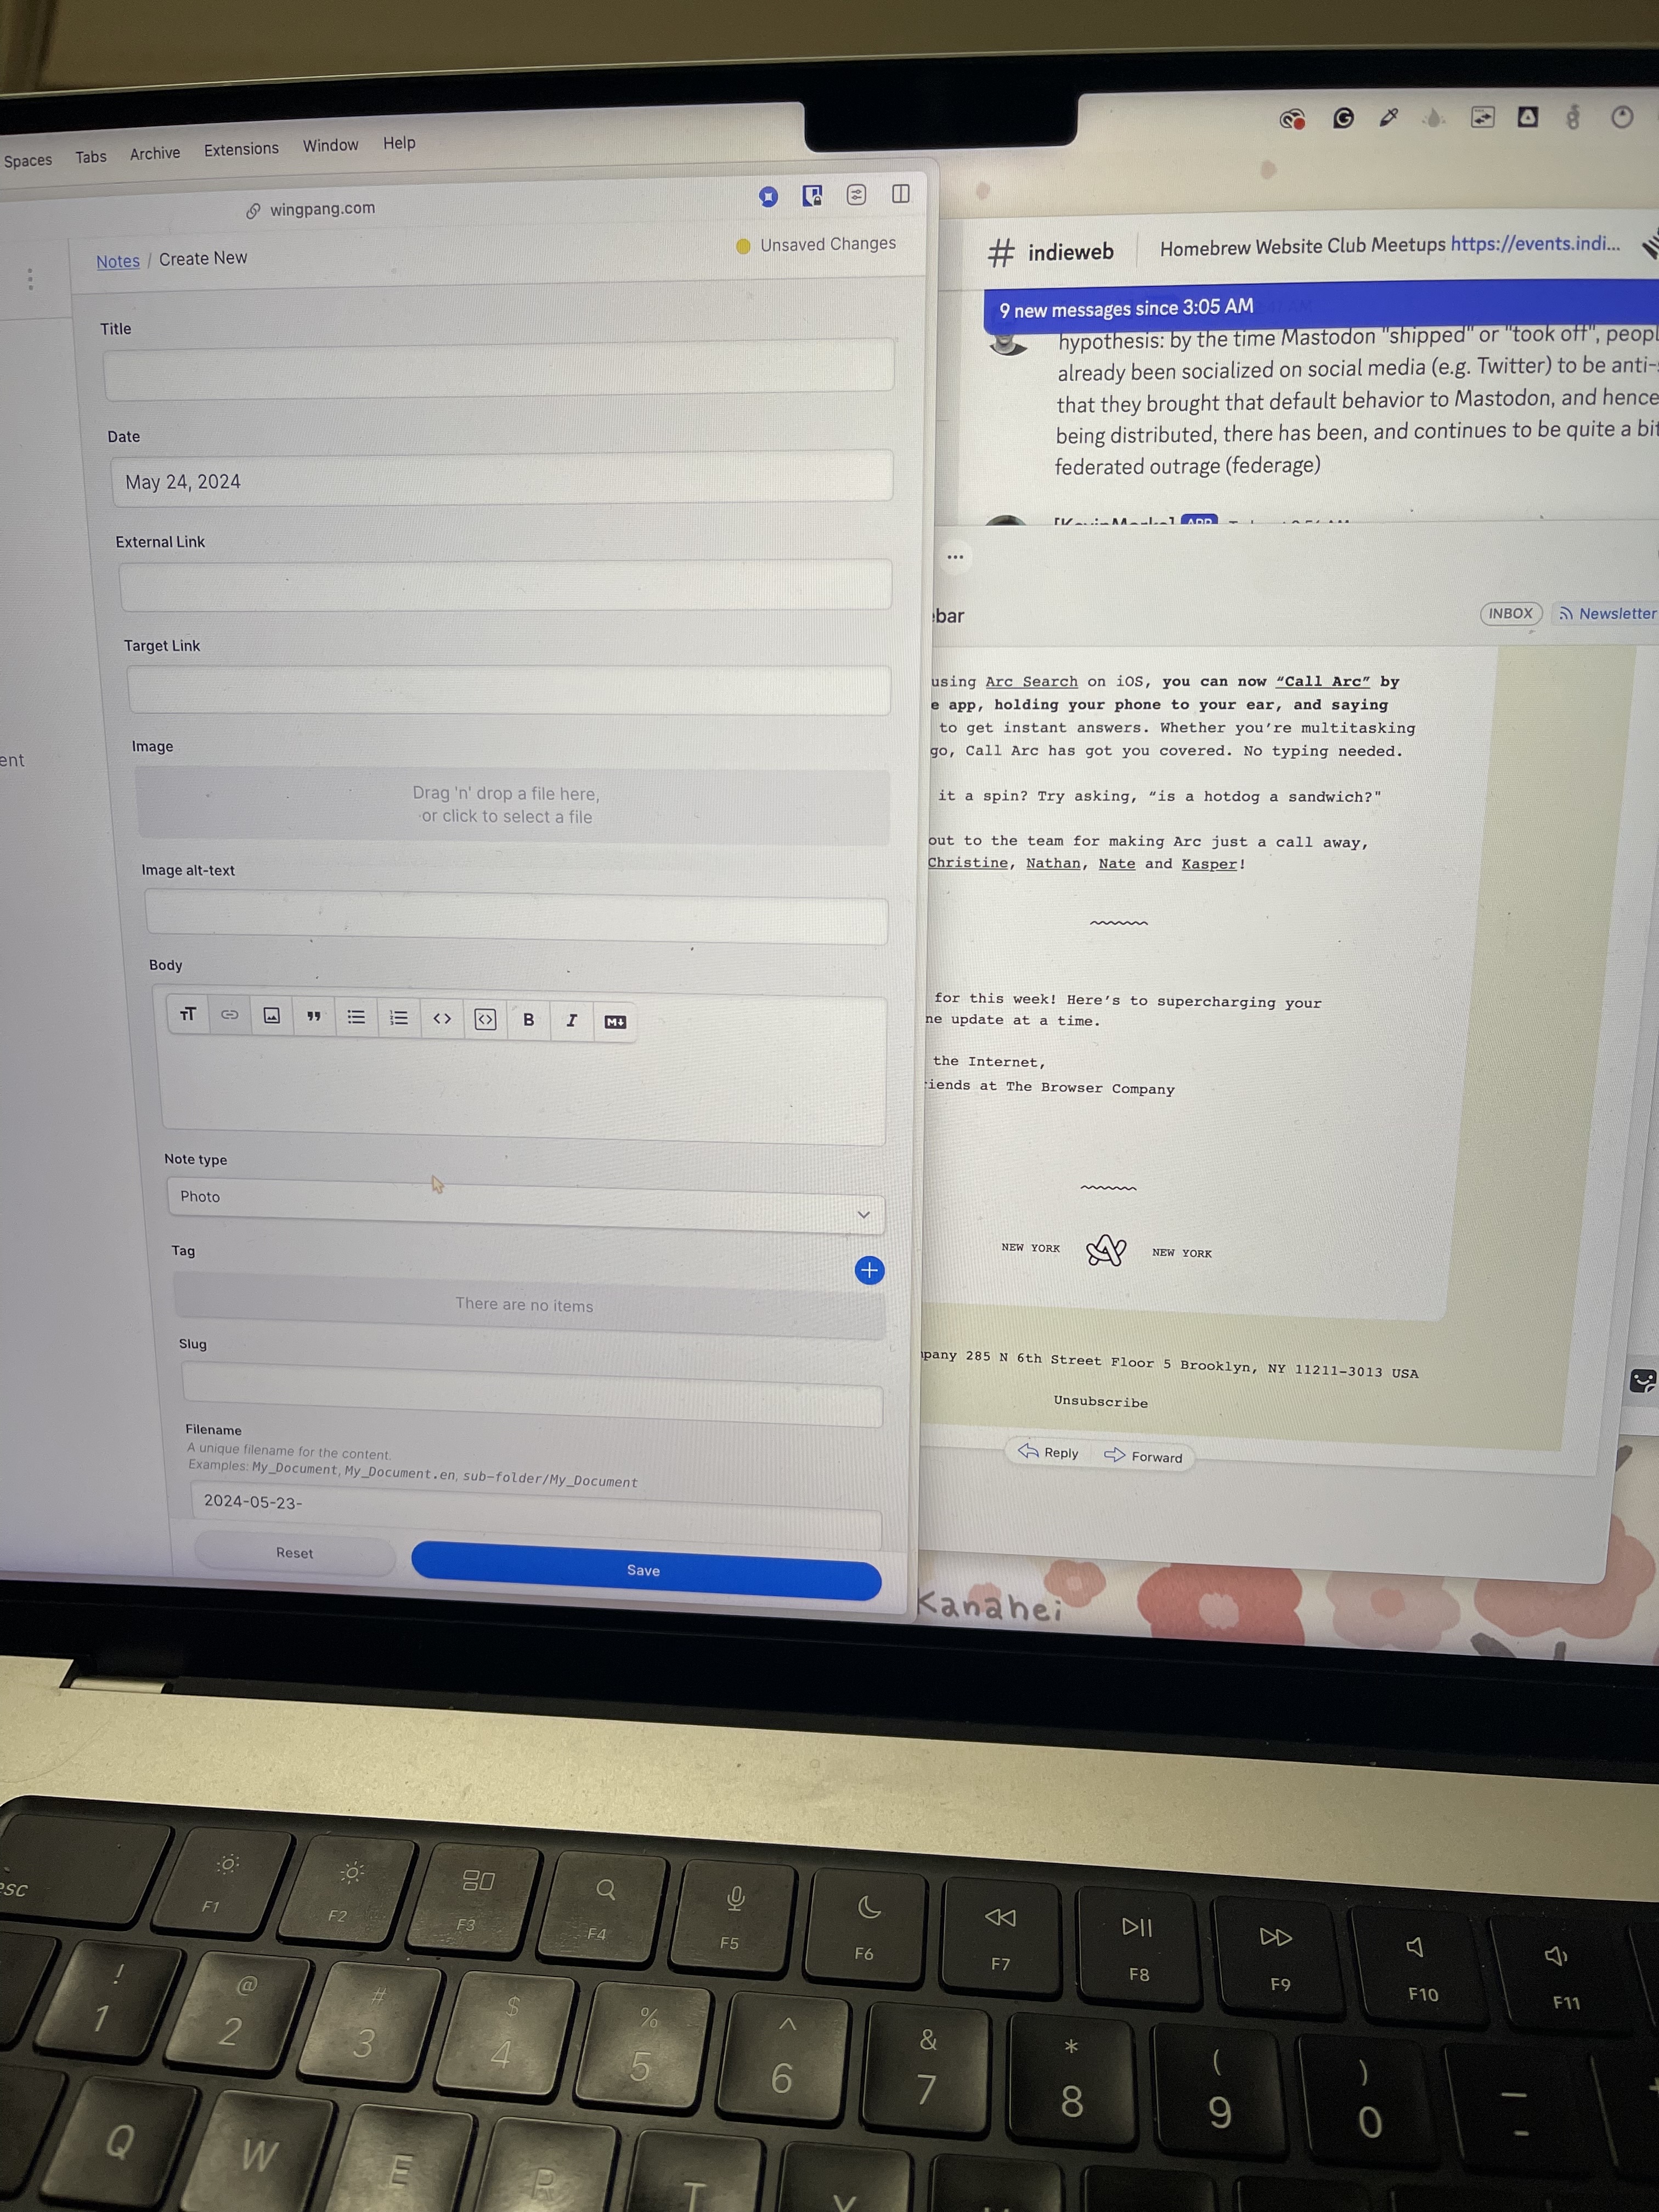 Spaces Tabs Archive Extensions Window Help
wingpang.com
Notes / Create New
Unsaved Changes
Title
Date
May 24, 2024
External Link
Target Link
Image
Drag 'n' drop a file here,
or click to select a file
Image alt-text
Body
Note type
Photo
Tag
There are no items
Slug
Filename
A unique filename for the content.
Examples: My_Document, My_Document.en, sub-folder/My_Document
2024-05-23-
Reset
Save
# indieweb
Homebrew Website Club Meetups https://events.indi...
9 new messages since 3:05 AM
hypothesis: by the time Mastodon "shipped" or "took off",
already been socialized on social media (e.g. Twitter) to be
that they brought that default behavior to Mastodon, and hence
being distributed, there has been, and continues to be quite a bit
federated outrage (federage)
INBOX Newsletter
using Arc Search on iOS, you can now “Call Arc” by
app, holding your phone to your ear, and saying
to get instant answers. Whether you’re multitasking
go, Call Arc has got you covered. No typing needed.
it a spin? Try asking, “is a hotdog a sandwich?"
out to the team for making Arc just a call away,
Christine, Nathan, Nate and Kasper!
for this week! Here’s to supercharging your
update at a time.
the Internet,
at The Browser Company
NEW YORK NEW YORK
285 N 6th Street Floor 5 Brooklyn, NY 11211-3013 USA
Unsubscribe
Reply Forward
Kanahei
F1 F2 F3 F4 F5 F6 F7 F8 F9 F10 F11
! @ # $ % ^ & * ( ) —
1 2 3 4 5 6 7 8 9 0 -
Q W E R T Y